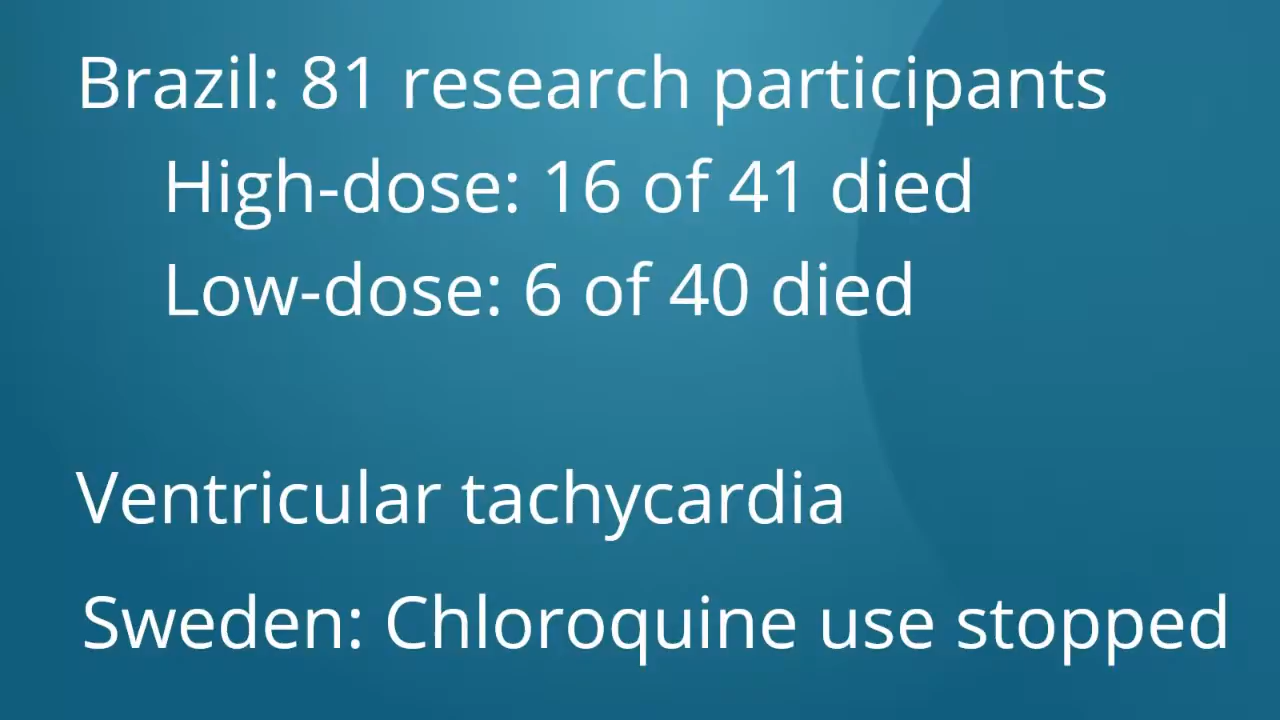 Brazil: 81 research participants
High-dose: 16 of 41 died
Low-dose: 6 of 40 died
Ventricular tachycardia
Sweden: Chloroquine use stopped